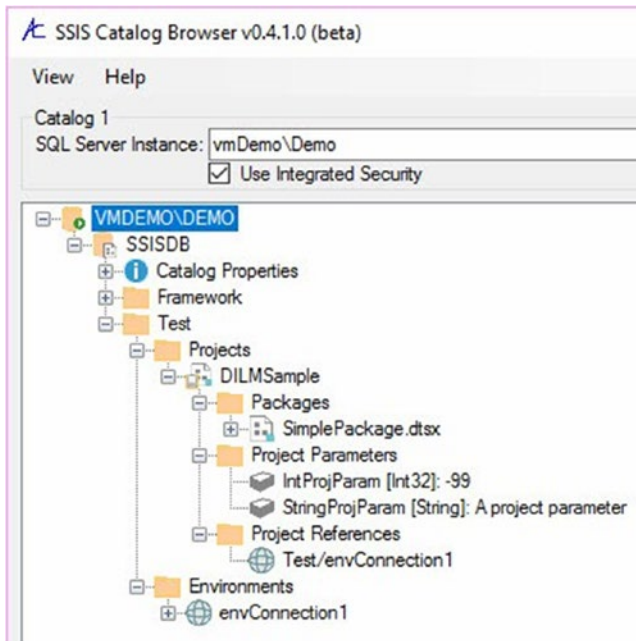 SSIS Catalog Browser v0.4.1.0 (beta)
View Help
Catalog 1
SQL Server Instance: vmDemo\Demo
Use Integrated Security
VMDEMO\DEMO
SSISDB
Catalog Properties
Framework
Test
Projects
DILMSample
Packages
SimplePackage.dtsx
Project Parameters
IntProjParam [Int32]: -99
StringProjParam [String]: A project parameter
Project References
Test/envConnection1
Environments
envConnection1